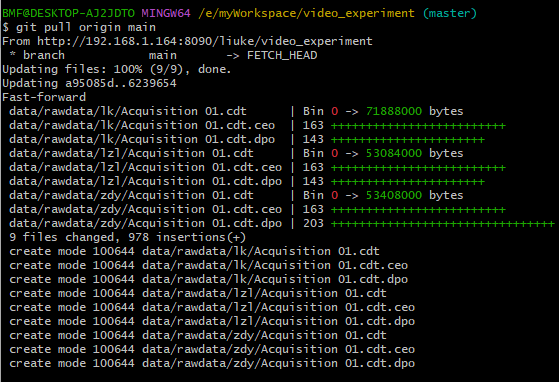 BMF@DESKTOP-AJ2JDTO MINGW64 /e/myWorkspace/video_experiment (master)
$ git pull origin main
From http://192.168.1.164:8090/liuke/video_experiment
 * branch            main       -> FETCH_HEAD
Updating files: 100% (9/9), done.
Updating a95085d..6239654
Fast-forward
 data/rawdata/lk/Acquisition 01.cdt      | Bin 0 -> 71888000 bytes
 data/rawdata/lk/Acquisition 01.cdt.ceo  | 163 +++++++++++++++++++++++++
 data/rawdata/lk/Acquisition 01.cdt.dpo  | 143 ++++++++++++++++++++++
 data/rawdata/lzl/Acquisition 01.cdt     | Bin 0 -> 53084000 bytes
 data/rawdata/lzl/Acquisition 01.cdt.ceo | 163 +++++++++++++++++++++++++
 data/rawdata/lzl/Acquisition 01.cdt.dpo | 143 ++++++++++++++++++++++
 data/rawdata/zdy/Acquisition 01.cdt     | Bin 0 -> 53408000 bytes
 data/rawdata/zdy/Acquisition 01.cdt.ceo | 163 +++++++++++++++++++++++++
 data/rawdata/zdy/Acquisition 01.cdt.dpo | 203 ++++++++++++++++++++++++++++++++
 9 files changed, 978 insertions(+)
 create mode 100644 data/rawdata/lk/Acquisition 01.cdt
 create mode 100644 data/rawdata/lk/Acquisition 01.cdt.ceo
 create mode 100644 data/rawdata/lk/Acquisition 01.cdt.dpo
 create mode 100644 data/rawdata/lzl/Acquisition 01.cdt
 create mode 100644 data/rawdata/lzl/Acquisition 01.cdt.ceo
 create mode 100644 data/rawdata/lzl/Acquisition 01.cdt.dpo
 create mode 100644 data/rawdata/zdy/Acquisition 01.cdt
 create mode 100644 data/rawdata/zdy/Acquisition 01.cdt.ceo
 create mode 100644 data/rawdata/zdy/Acquisition 01.cdt.dpo